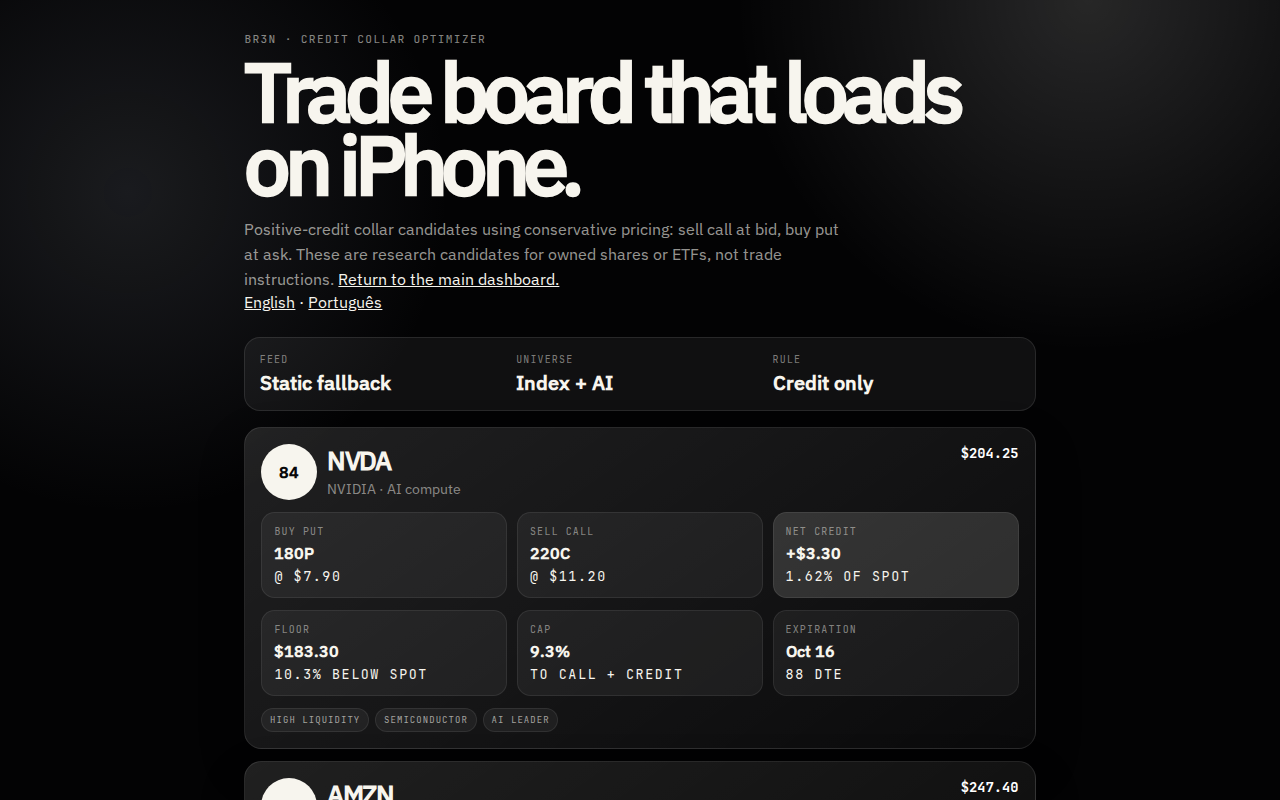 BR3N · CREDIT COLLAR OPTIMIZER
Trade board that loads
on iPhone.
Positive-credit collar candidates using conservative pricing: sell call at bid, buy put
at ask. These are research candidates for owned shares or ETFs, not trade
instructions. Return to the main dashboard.
English · Português
FEED
Static fallback
UNIVERSE
Index + AI
RULE
Credit only
84
NVDA
NVIDIA · AI compute
$204.25
BUY PUT
180P
@ $7.90
SELL CALL
220C
@ $11.20
NET CREDIT
+$3.30
1.62% OF SPOT
FLOOR
$183.30
10.3% BELOW SPOT
CAP
9.3%
TO CALL + CREDIT
EXPIRATION
Oct 16
88 DTE
HIGH LIQUIDITY
SEMICONDUCTOR
AI LEADER
AMZN
$247.40